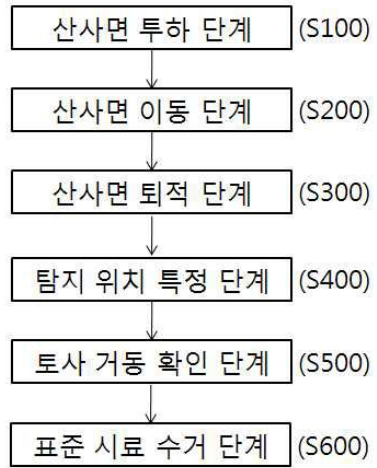 산사면 투하 단계 (S100)
산사면 이동 단계 (S200)
산사면 퇴적 단계 (S300)
탐지 위치 특정 단계 (S400)
토사 거동 확인 단계 (S500)
표준 시료 수거 단계 (S600)